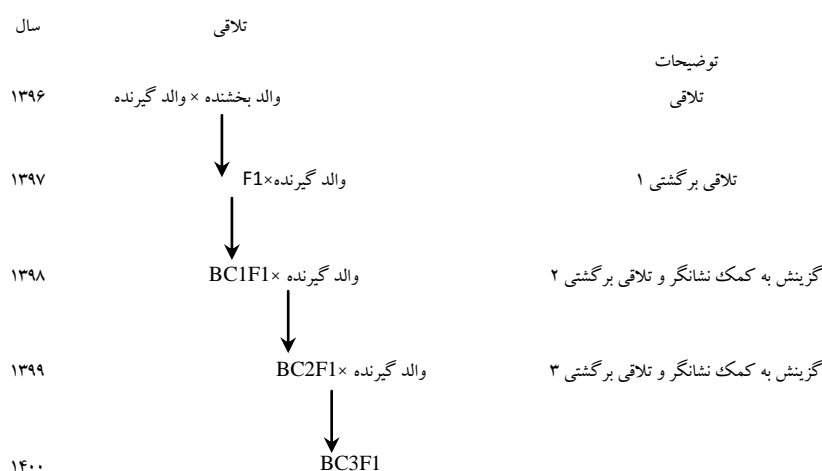 سال تلاقی
توضیحات
۱۳۹۶ والد بخشنده × والد گیرنده تلاقی
۱۳۹۷ F1×والد گیرنده تلاقی برگشتی ۱
۱۳۹۸ BC1F1× والد گیرنده گزینش به کمک نشانگر و تلاقی برگشتی ۲
۱۳۹۹ BC2F1× والد گیرنده گزینش به کمک نشانگر و تلاقی برگشتی ۳
۱۴۰۰ BC3F1